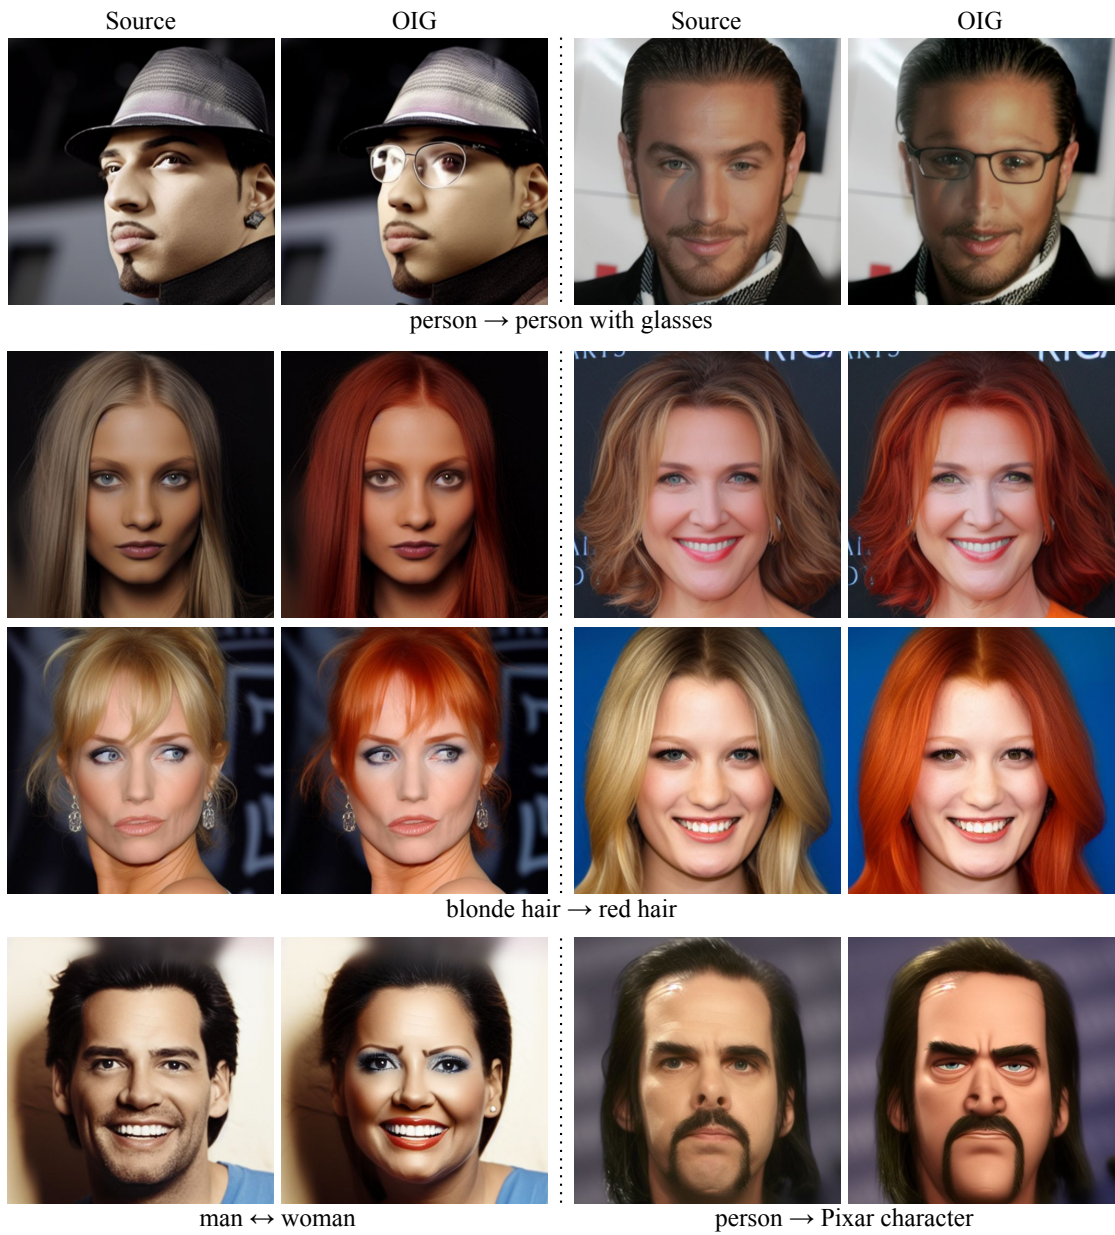 Source OIG Source OIG
person → person with glasses
blonde hair → red hair
man ↔ woman
person → Pixar character